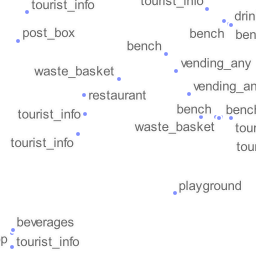 tourist_info
tourist_info
drin
post_box
bench
ben
bench
vending_any
waste_basket
restaurant
vending_an
tourist_info
bench
bench
waste_basket
tour
tourist_info
tour
playground
beverages
p
tourist_info